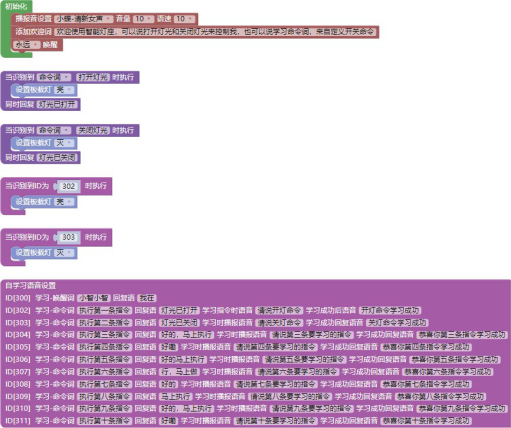 初始化
播报音设置 小蝶-清新女声 音量 10 语速 10
添加欢迎词 欢迎使用智能灯座，可以说打开灯光和关闭灯光来控制我，也可以说学习命令词，来自定义开关命令
永远 唤醒
当识别到 命令词 打开灯光 时执行
设置板载灯 亮
同时回复 灯光已打开
当识别到 命令词 关闭灯光 时执行
设置板载灯 灭
同时回复 灯光已关闭
当识别到ID为 302 时执行
设置板载灯 亮
当识别到ID为 303 时执行
设置板载灯 灭
自学习语音设置
ID[300] 学习-唤醒词 小智小智 回复语 我在
ID[302] 学习-命令词 执行第一条指令 回复语 灯光已打开 学习指令时语音 请说开灯命令 学习成功后语音 开灯命令学习成功
ID[303] 学习-命令词 执行第二条指令 回复语 灯光已关闭 学习时播报语音 请说关灯命令 学习成功回复语音 关灯命令学习成功
ID[304] 学习-命令词 执行第三条指令 回复语 好的，马上执行 学习时播报语音 请说第三条要学习的指令 学习成功回复语音 恭喜你第三条指令学习成功
ID[305] 学习-命令词 执行第四条指令 回复语 好嘞 学习时播报语音 请说第四条要学习的指令 学习成功回复语音 恭喜你第四条指令学习成功
ID[306] 学习-命令词 执行第五条指令 回复语 好的马上执行 学习时播报语音 请说第五条要学习的指令 学习成功回复语音 恭喜你第五条指令学习成功
ID[307] 学习-命令词 执行第六条指令 回复语 行，马上做 学习时播报语音 请说第六条要学习的指令 学习成功回复语音 恭喜你第六条指令学习成功
ID[308] 学习-命令词 执行第七条指令 回复语 好的 学习时播报语音 请说第七条要学习的指令 学习成功回复语音 恭喜你第七条指令学习成功
ID[309] 学习-命令词 执行第八条指令 回复语 马上执行 学习时播报语音 请说第八条要学习的指令 学习成功回复语音 恭喜你第八条指令学习成功
ID[310] 学习-命令词 执行第九条指令 回复语 好的，马上执行 学习时播报语音 请说第九条要学习的指令 学习成功回复语音 恭喜你第九条指令学习成功
ID[311] 学习-命令词 执行第十条指令 回复语 好嘞 学习时播报语音 请说第十条要学习的指令 学习成功回复语音 恭喜你第十条指令学习成功